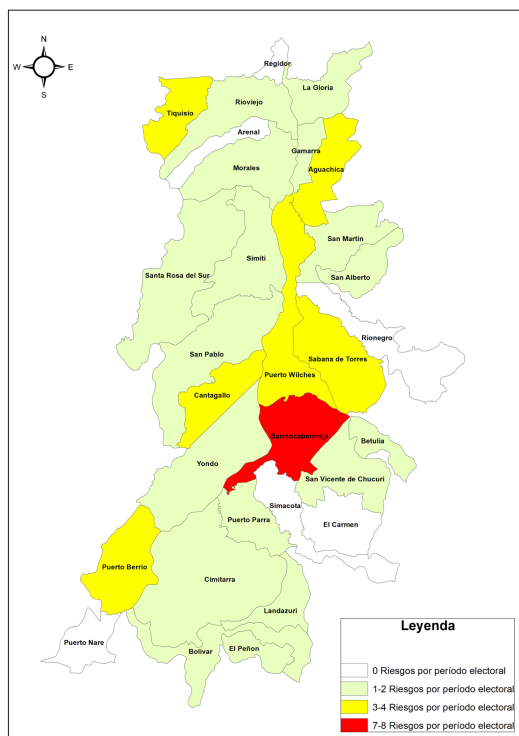 N
W E
S
Regidor
La Gloria
Tiquisio
Rioviejo
Arenal
Gamarra
Morales
Aguachica
San Martin
Simiti
Santa Rosa del Sur
San Alberto
Rionegro
San Pablo
Sabana de Torres
Puerto Wilches
Cantagallo
Barrancabermeja
Betulia
Yondo
San Vicente de Chucuri
Simacota
El Carmen
Puerto Parra
Puerto Berrio
Cimitarra
Landazuri
Puerto Nare
El Peñon
Bolivar
Leyenda
0 Riesgos por período electoral
1-2 Riesgos por período electoral
3-4 Riesgos por período electoral
7-8 Riesgos por período electoral